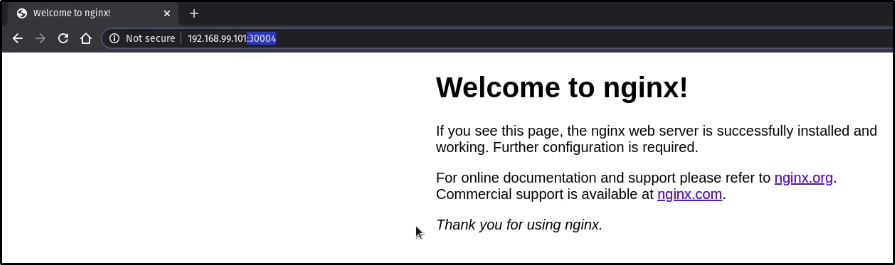 Welcome to nginx!
Not secure 192.168.99.101:30004
Welcome to nginx!
If you see this page, the nginx web server is successfully installed and
working. Further configuration is required.
For online documentation and support please refer to nginx.org.
Commercial support is available at nginx.com.
Thank you for using nginx.